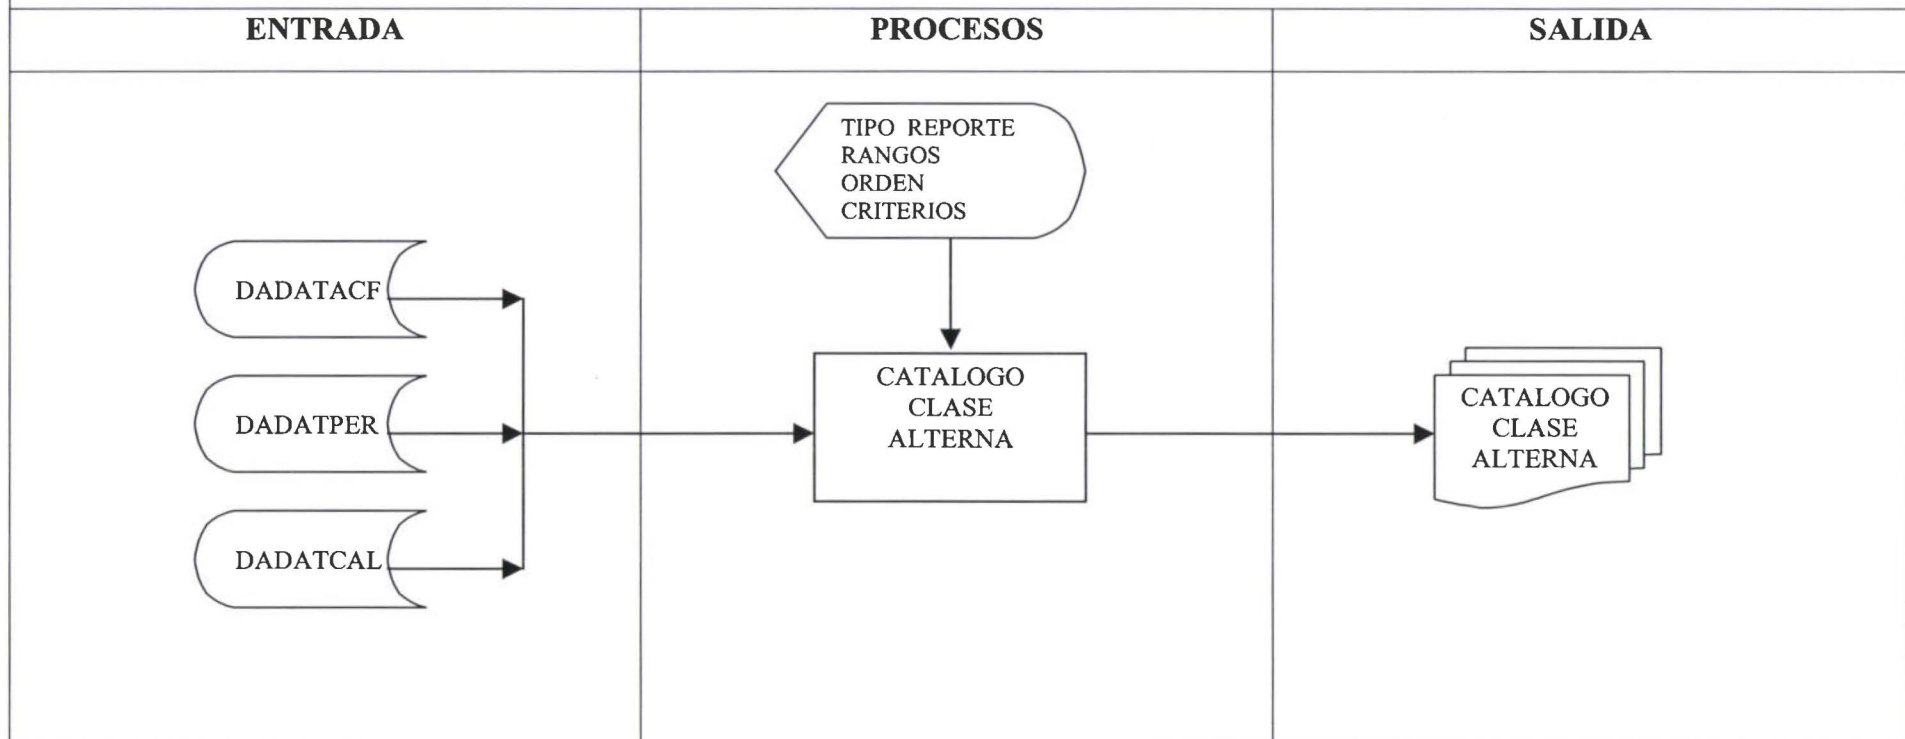 ENTRADA
PROCESOS
SALIDA
TIPO REPORTE
RANGOS
ORDEN
CRITERIOS
DADATACF
DADATPER
DADATCAL
CATALOGO
CLASE
ALTERNA
CATALOGO
CLASE
ALTERNA